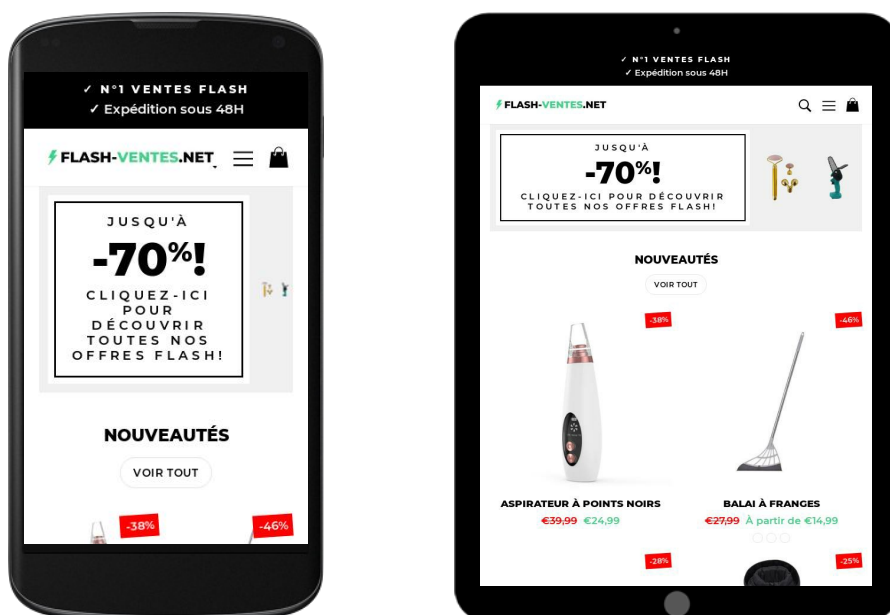 ✓ N°1 VENTES FLASH
✓ Expédition sous 48H
FLASH-VENTES.NET
JUSQU'À
-70%!
CLIQUEZ-ICI
POUR
DÉCOUVRIR
TOUTES NOS
OFFRES FLASH!
NOUVEAUTÉS
VOIR TOUT
-38%
-46%
✓ N°1 VENTES FLASH
✓ Expédition sous 48H
FLASH-VENTES.NET
JUSQU'À
-70%!
CLIQUEZ-ICI POUR DÉCOUVRIR
TOUTES NOS OFFRES FLASH!
NOUVEAUTÉS
VOIR TOUT
-38%
-46%
ASPIRATEUR À POINTS NOIRS
€39,99 €24,99
BALAI À FRANGES
€27,99 À partir de €14,99
-28%
-25%